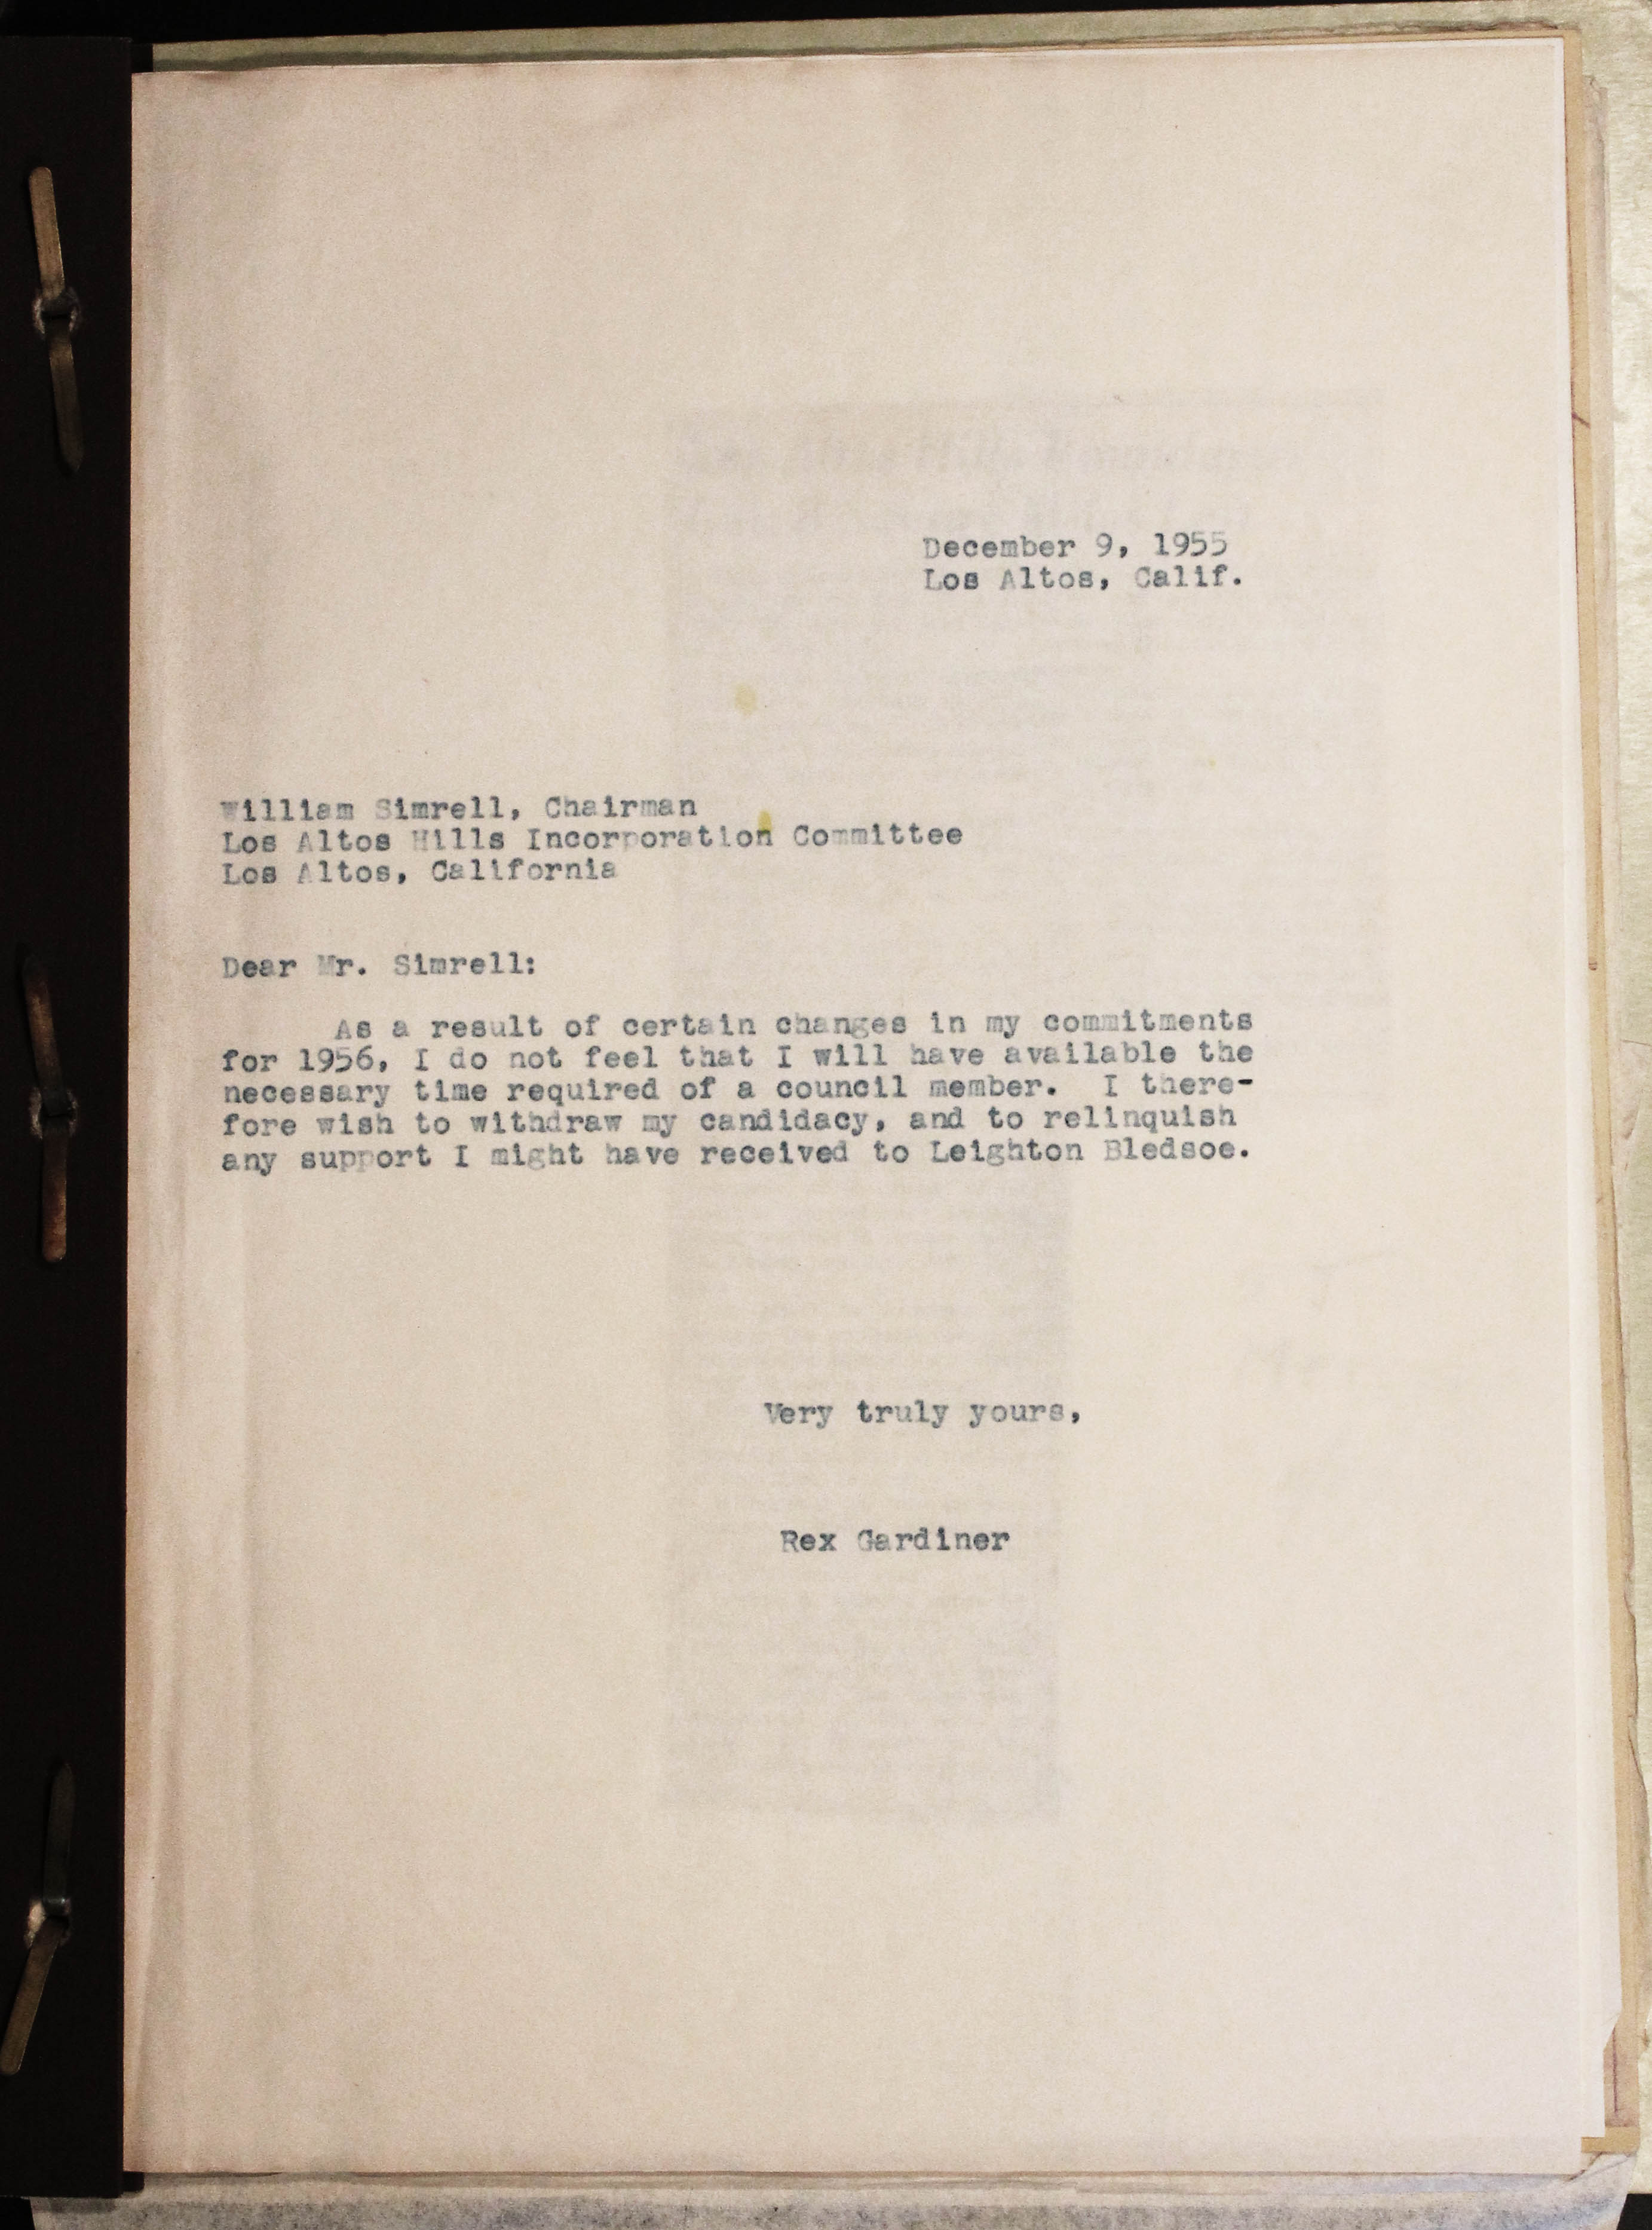 December 9, 1955
Los Altos, Calif.
William Simrell, Chairman
Los Altos Hills Incorporation Committee
Los Altos, California
Dear Mr. Simrell:
As a result of certain changes in my commitments
for 1956, I do not feel that I will have available the
necessary time required of a council member. I there-
fore wish to withdraw my candidacy, and to relinquish
any support I might have received to Leighton Bledsoe.
Very truly yours,
Rex Gardiner